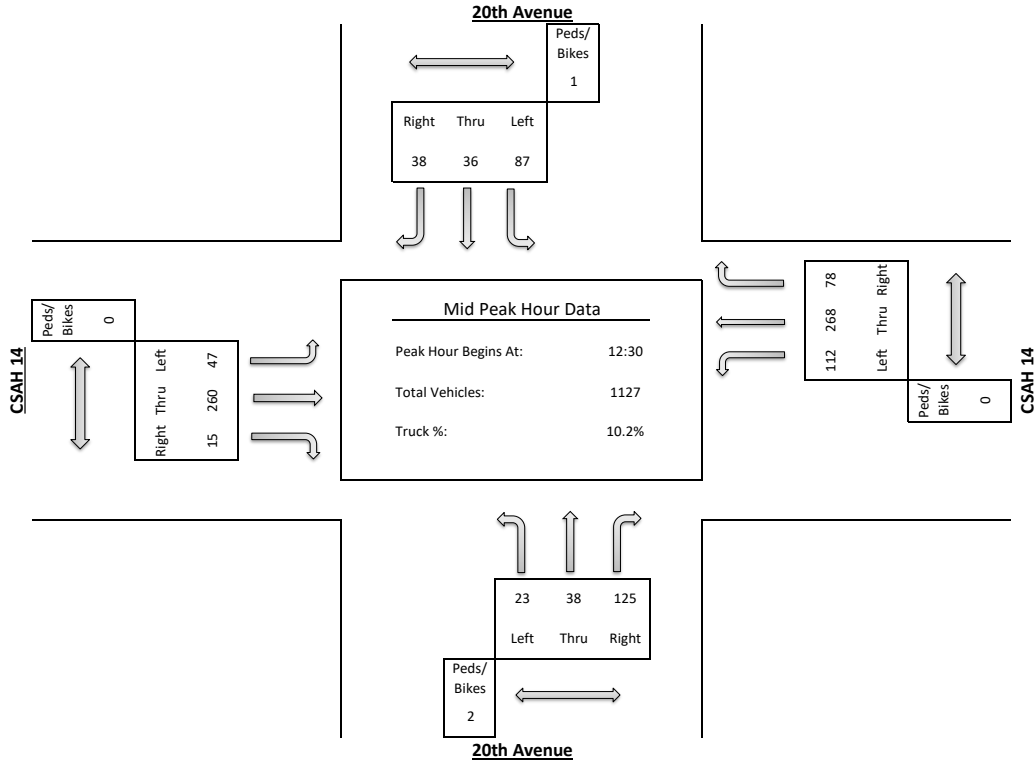 20th Avenue
Peds/
Bikes
1
Right Thru Left
38 36 87
CSAH 14
Peds/
Bikes
0
Left 47
Thru 260
Right 15
Mid Peak Hour Data
Peak Hour Begins At: 12:30
Total Vehicles: 1127
Truck %: 10.2%
78 Right
268 Thru
112 Left
Peds/
Bikes
0
CSAH 14
23 38 125
Left Thru Right
Peds/
Bikes
2
20th Avenue